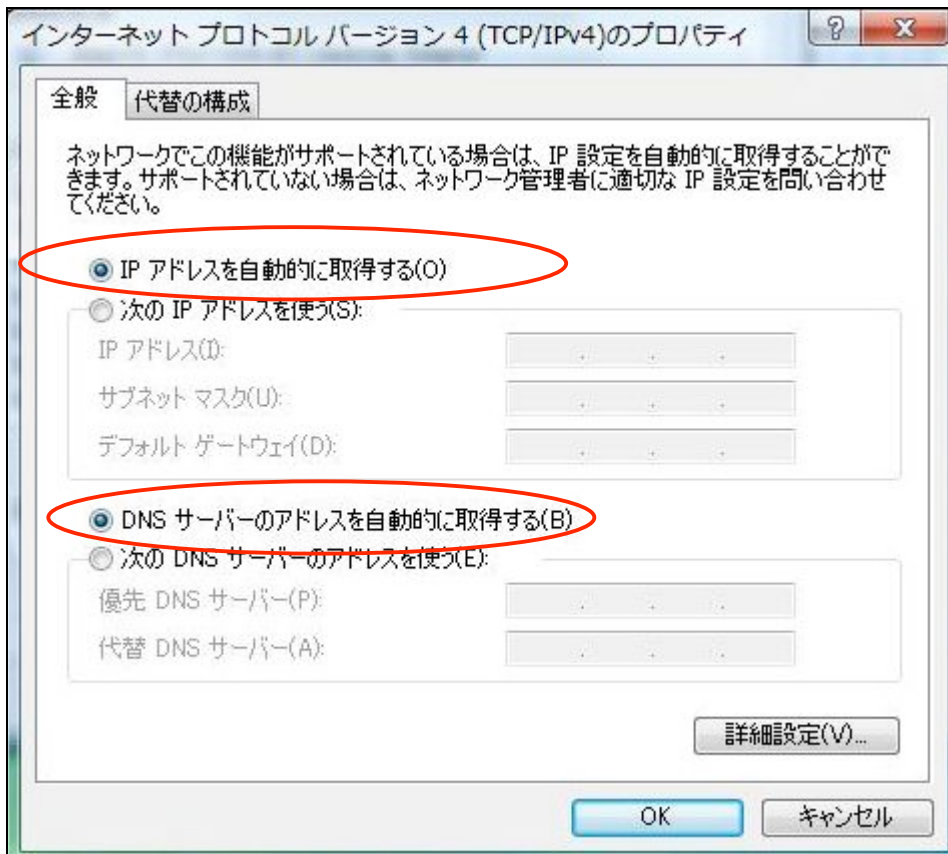 インターネット プロトコル バージョン 4 (TCP/IPv4)のプロパティ
全般
代替の構成
ネットワークでこの機能がサポートされている場合は、IP 設定を自動的に取得することがで
きます。サポートされていない場合は、ネットワーク管理者に適切な IP 設定を問い合わせ
てください。
IP アドレスを自動的に取得する(O)
次の IP アドレスを使う(S):
IP アドレス(I):
サブネット マスク(U):
デフォルト ゲートウェイ(D):
DNS サーバーのアドレスを自動的に取得する(B)
次の DNS サーバーのアドレスを使う(E):
優先 DNS サーバー(P):
代替 DNS サーバー(A):
詳細設定(V)...
OK
キャンセル